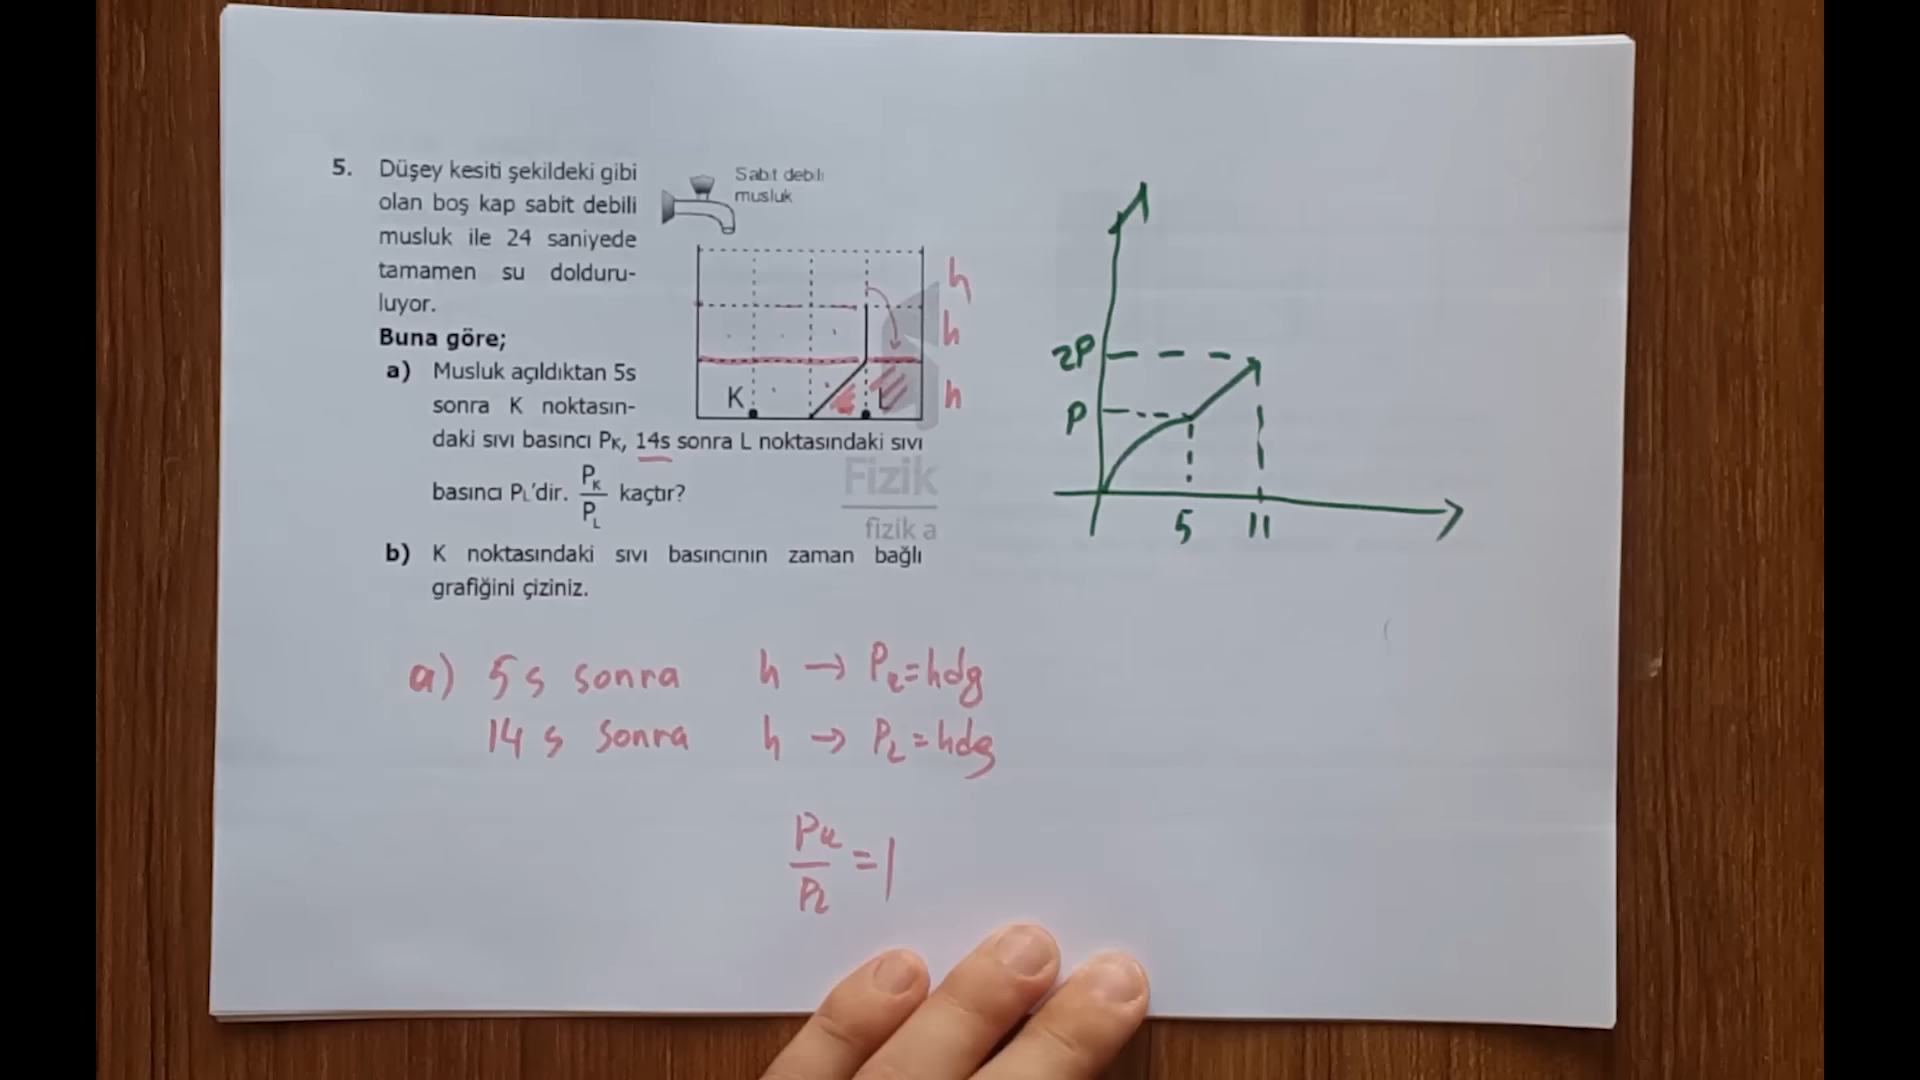 5. Düşey kesiti şekildeki gibi
olan boş kap sabit debili
musluk ile 24 saniyede
tamamen su dolduru-
luyor.
Buna göre;
a) Musluk açıldıktan 5s
sonra K noktasın-
daki sıvı basıncı PK, 14s sonra L noktasındaki sıvı
basıncı PL'dir. PK/PL kaçtır?
b) K noktasındaki sıvı basıncının zaman bağlı
grafiğini çiziniz.
Sabit debili
musluk
h
h
h
K
L
Fizik
fizik a
2P
P
5 11
a) 5 s sonra h → PK = hdg
14 s sonra h → PL = hdg
PK/PL = 1